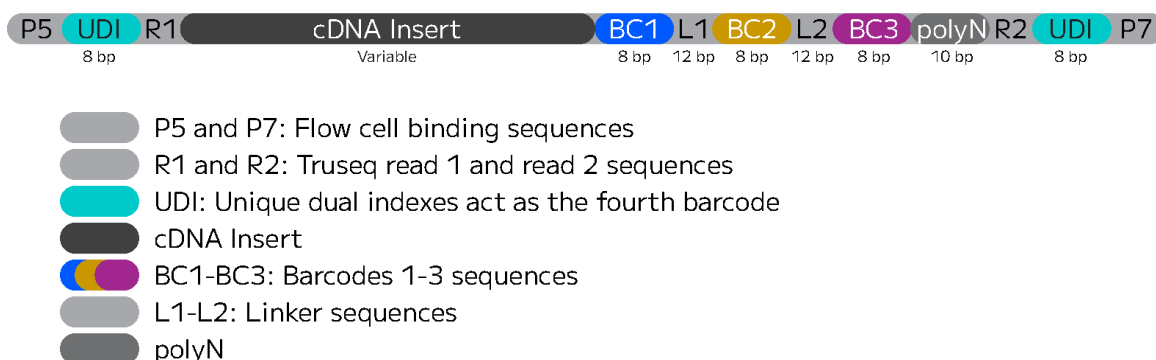 P5 UDI R1 cDNA Insert BC1 L1 BC2 L2 BC3 polyN R2 UDI P7
8 bp Variable 8 bp 12 bp 8 bp 12 bp 8 bp 10 bp 8 bp
P5 and P7: Flow cell binding sequences
R1 and R2: Truseq read 1 and read 2 sequences
UDI: Unique dual indexes act as the fourth barcode
cDNA Insert
BC1-BC3: Barcodes 1-3 sequences
L1-L2: Linker sequences
polyN